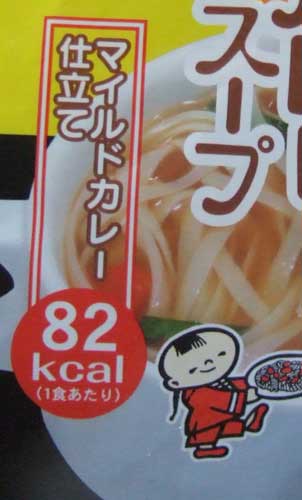 スープ
マイルドカレー
仕立て
82
kcal
(1食あたり)